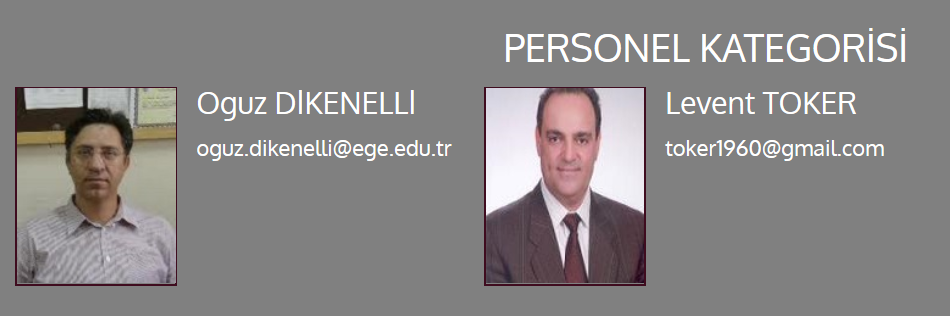 PERSONEL KATEGORİSİ
Oguz DİKENELLİ
oguz.dikenelli@ege.edu.tr
Levent TOKER
toker1960@gmail.com